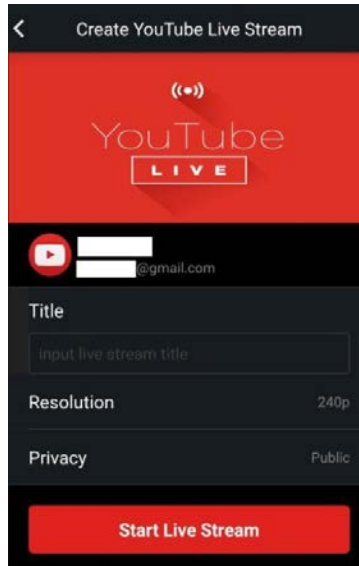 Create YouTube Live Stream
YouTube
LIVE
@gmail.com
Title
input live stream title
Resolution 240p
Privacy Public
Start Live Stream